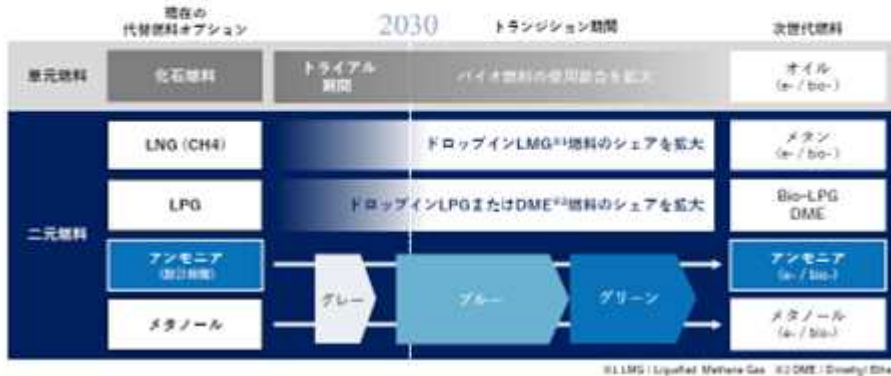 現在の
代替燃料オプション
2030
トランジション期間
次世代燃料
単元燃料
化石燃料
トライアル
期間
バイオ燃料の使用割合を拡大
オイル
(e- / bio-)
二元燃料
LNG (CH4)
ドロップインLMG※1燃料のシェアを拡大
メタン
(e- / bio-)
LPG
ドロップインLPGまたはDME※2燃料のシェアを拡大
Bio-LPG
DME
アンモニア
グレー
ブルー
グリーン
アンモニア
(e- / bio-)
メタノール
メタノール
(e- / bio-)
※1 LMG : Liquefied Methane Gas ※2 DME : Dimethyl Ethe